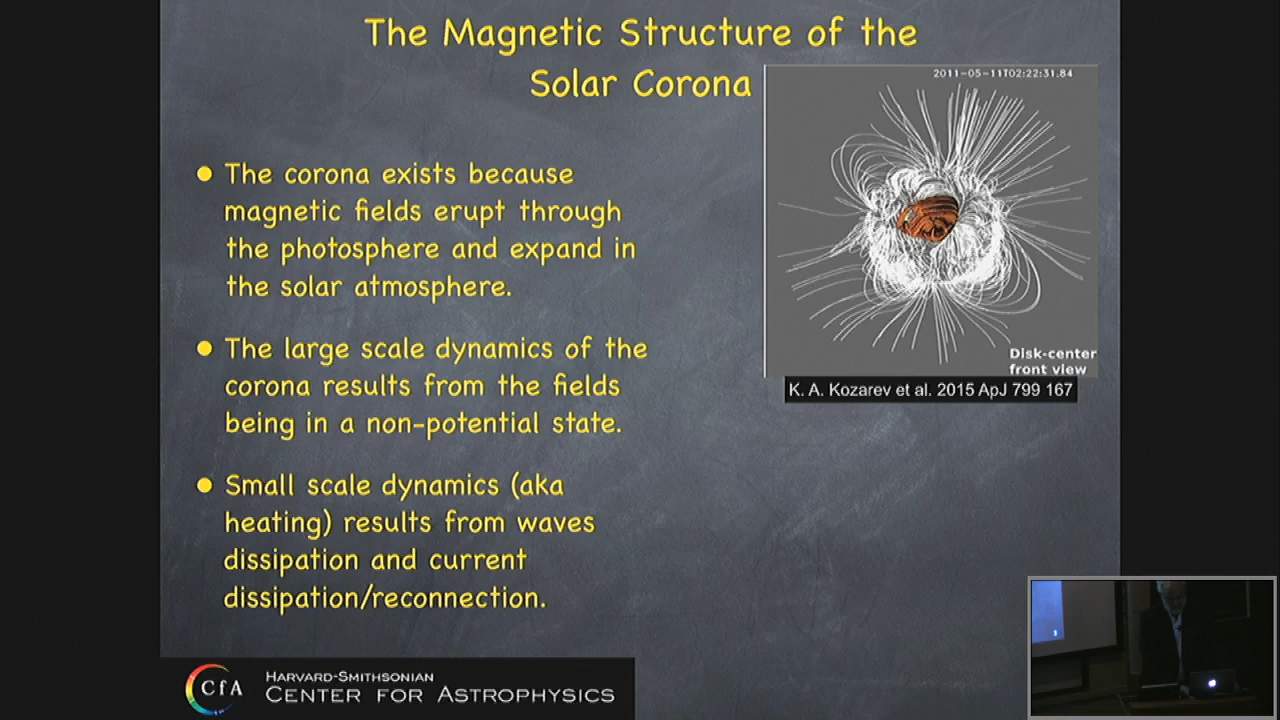 The Magnetic Structure of the
Solar Corona
2011-05-11T02:22:31.84
• The corona exists because
magnetic fields erupt through
the photosphere and expand in
the solar atmosphere.
Disk-center
front view
K. A. Kozarev et al. 2015 ApJ 799 167
• The large scale dynamics of the
corona results from the fields
being in a non-potential state.
• Small scale dynamics (aka
heating) results from waves
dissipation and current
dissipation/reconnection.
CfA
HARVARD-SMITHSONIAN
CENTER FOR ASTROPHYSICS